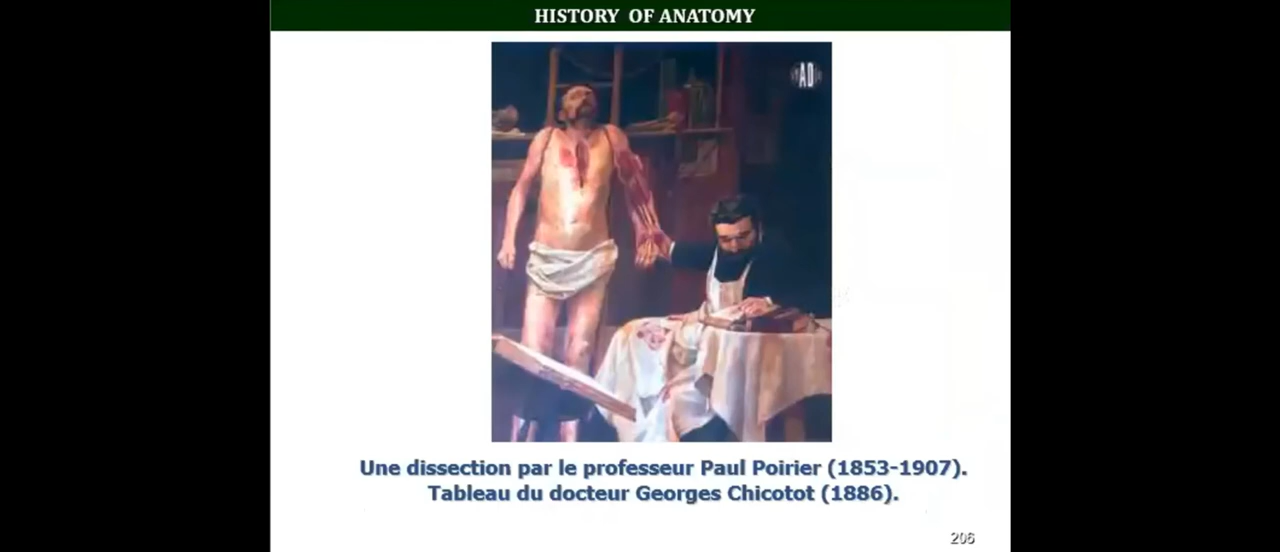 HISTORY OF ANATOMY
AD
Une dissection par le professeur Paul Poirier (1853-1907).
Tableau du docteur Georges Chicotot (1886).
206